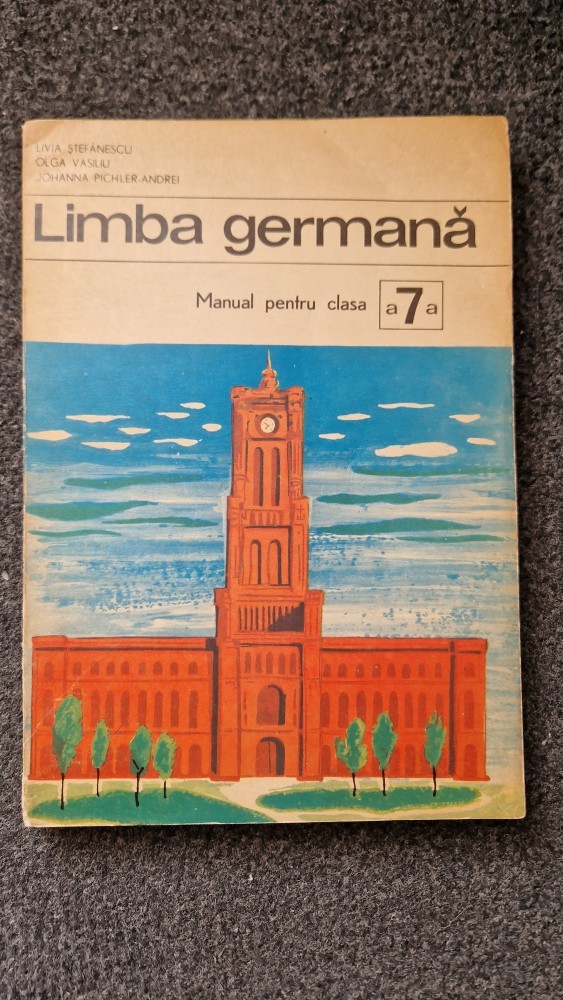 LIVIA ŞTEFĂNESCU
OLGA VASILIU
JOHANNA PICHLER-ANDREI
Limba germană
Manual pentru clasa a 7 a